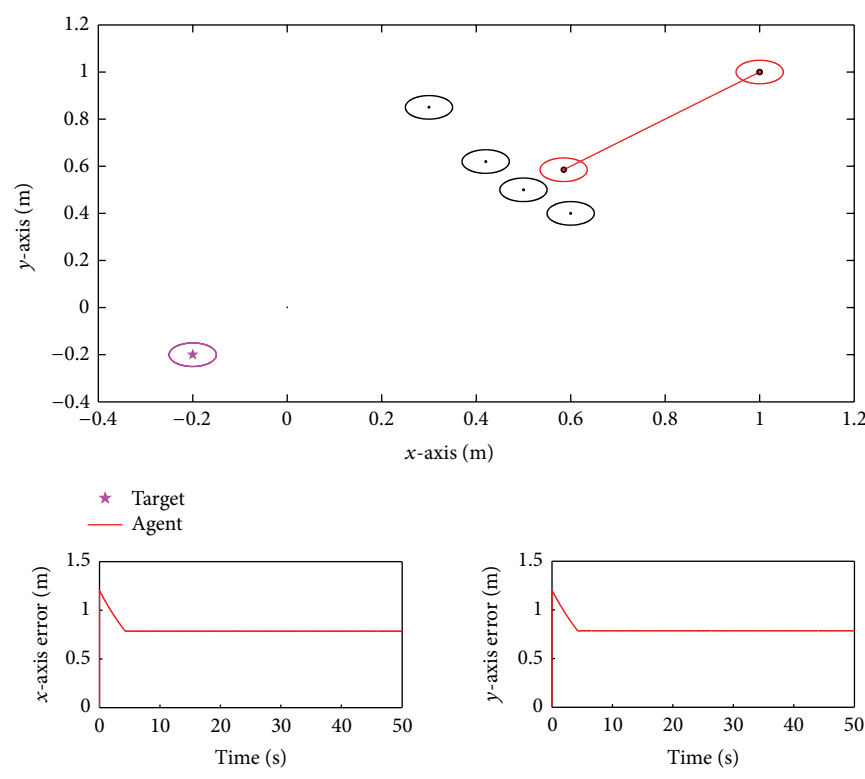 1.2
1
0.8
0.6
0.4
0.2
0
−0.2
−0.4
y-axis (m)
−0.4 −0.2 0 0.2 0.4 0.6 0.8 1 1.2
x-axis (m)
Target
Agent
1.5
1
0.5
0
x-axis error (m)
0 10 20 30 40 50
Time (s)
1.5
1
0.5
0
y-axis error (m)
0 10 20 30 40 50
Time (s)